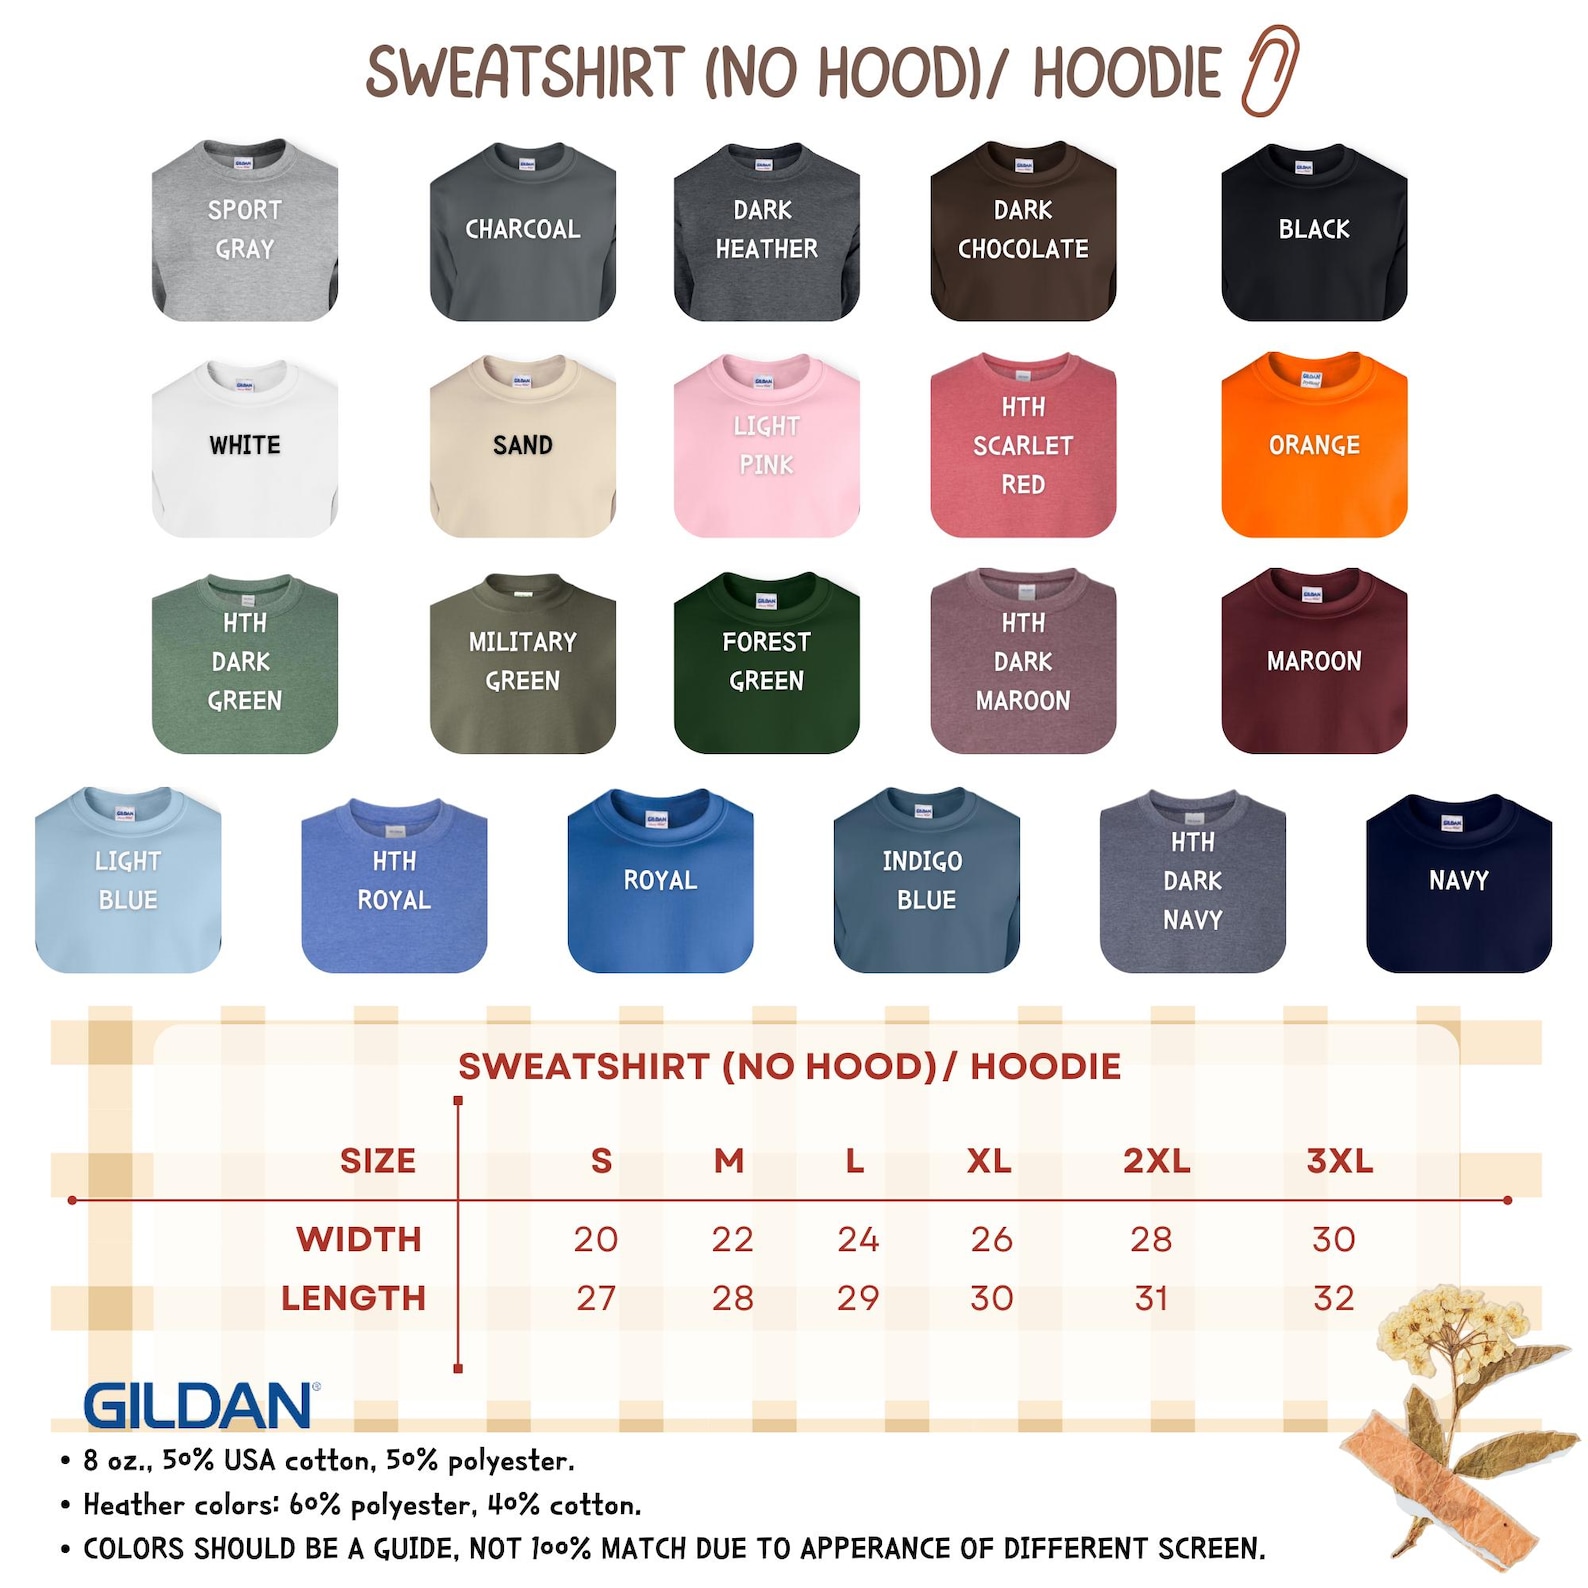 SWEATSHIRT (NO HOOD)/ HOODIE
SPORT
GRAY
CHARCOAL
DARK
HEATHER
DARK
CHOCOLATE
BLACK
WHITE
SAND
LIGHT
PINK
HTH
SCARLET
RED
ORANGE
HTH
DARK
GREEN
MILITARY
GREEN
FOREST
GREEN
HTH
DARK
MAROON
MAROON
LIGHT
BLUE
HTH
ROYAL
ROYAL
INDIGO
BLUE
HTH
DARK
NAVY
NAVY
SWEATSHIRT (NO HOOD)/ HOODIE
SIZE S M L XL 2XL 3XL
WIDTH 20 22 24 26 28 30
LENGTH 27 28 29 30 31 32
GILDAN®
• 8 oz., 50% USA cotton, 50% polyester.
• Heather colors: 60% polyester, 40% cotton.
• COLORS SHOULD BE A GUIDE, NOT 100% MATCH DUE TO APPERANCE OF DIFFERENT SCREEN.